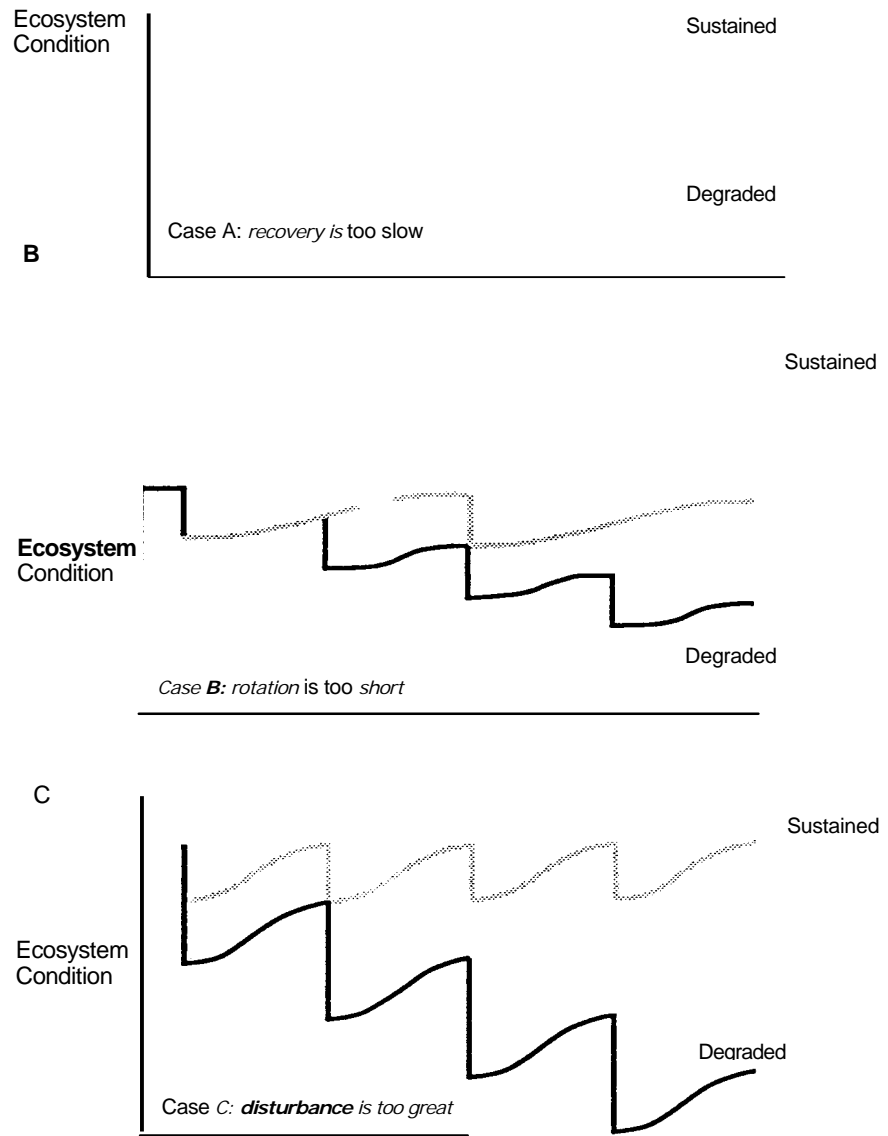 Ecosystem
Condition
Sustained
Degraded
Case A: recovery is too slow
B
Sustained
Ecosystem
Condition
Degraded
Case B: rotation is too short
C
Sustained
Ecosystem
Condition
Degraded
Case C: disturbance is too great